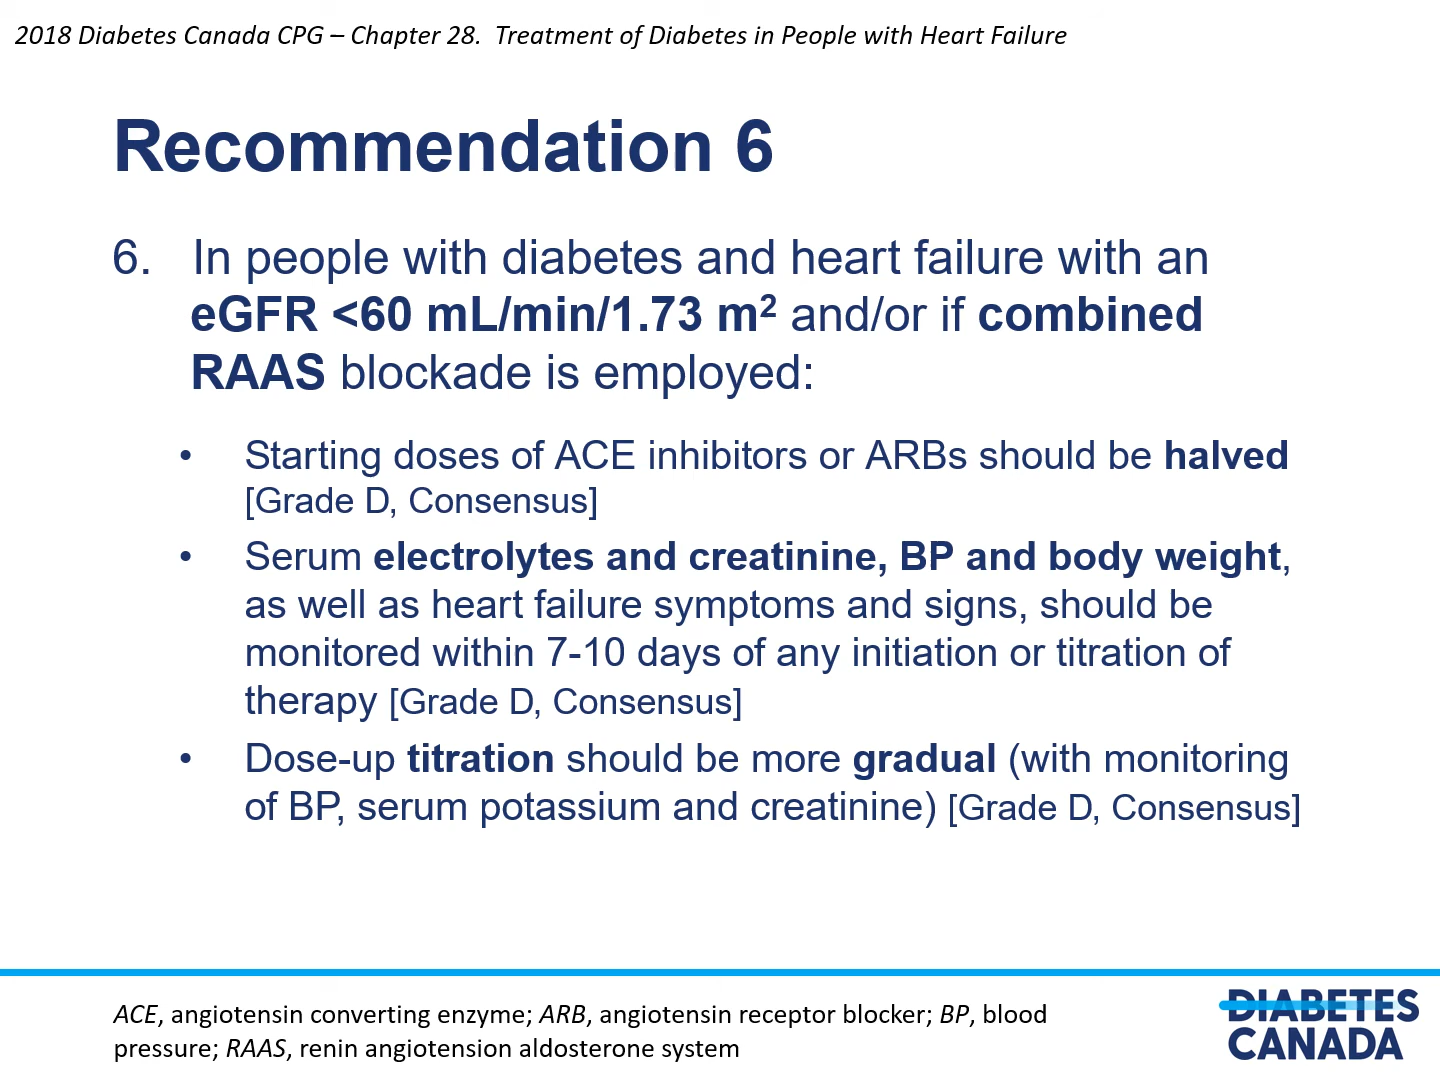 2018 Diabetes Canada CPG – Chapter 28.  Treatment of Diabetes in People with Heart Failure
Recommendation 6
6. In people with diabetes and heart failure with an
eGFR <60 mL/min/1.73 m² and/or if combined
RAAS blockade is employed:
• Starting doses of ACE inhibitors or ARBs should be halved
[Grade D, Consensus]
• Serum electrolytes and creatinine, BP and body weight,
as well as heart failure symptoms and signs, should be
monitored within 7-10 days of any initiation or titration of
therapy [Grade D, Consensus]
• Dose-up titration should be more gradual (with monitoring
of BP, serum potassium and creatinine) [Grade D, Consensus]
ACE, angiotensin converting enzyme; ARB, angiotensin receptor blocker; BP, blood
pressure; RAAS, renin angiotension aldosterone system
DIABETES
CANADA